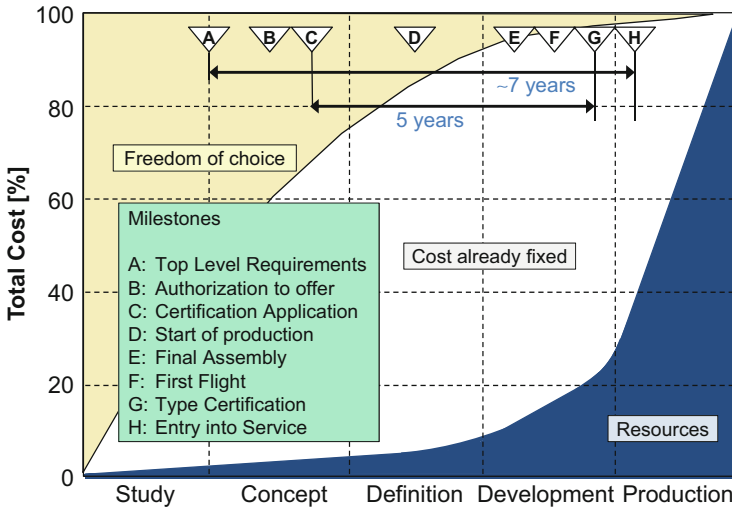 Total Cost [%]
100
80
60
40
20
0
A B C D E F G H
~7 years
5 years
Freedom of choice
Milestones
A: Top Level Requirements
B: Authorization to offer
C: Certification Application
D: Start of production
E: Final Assembly
F: First Flight
G: Type Certification
H: Entry into Service
Cost already fixed
Resources
Study Concept Definition Development Production